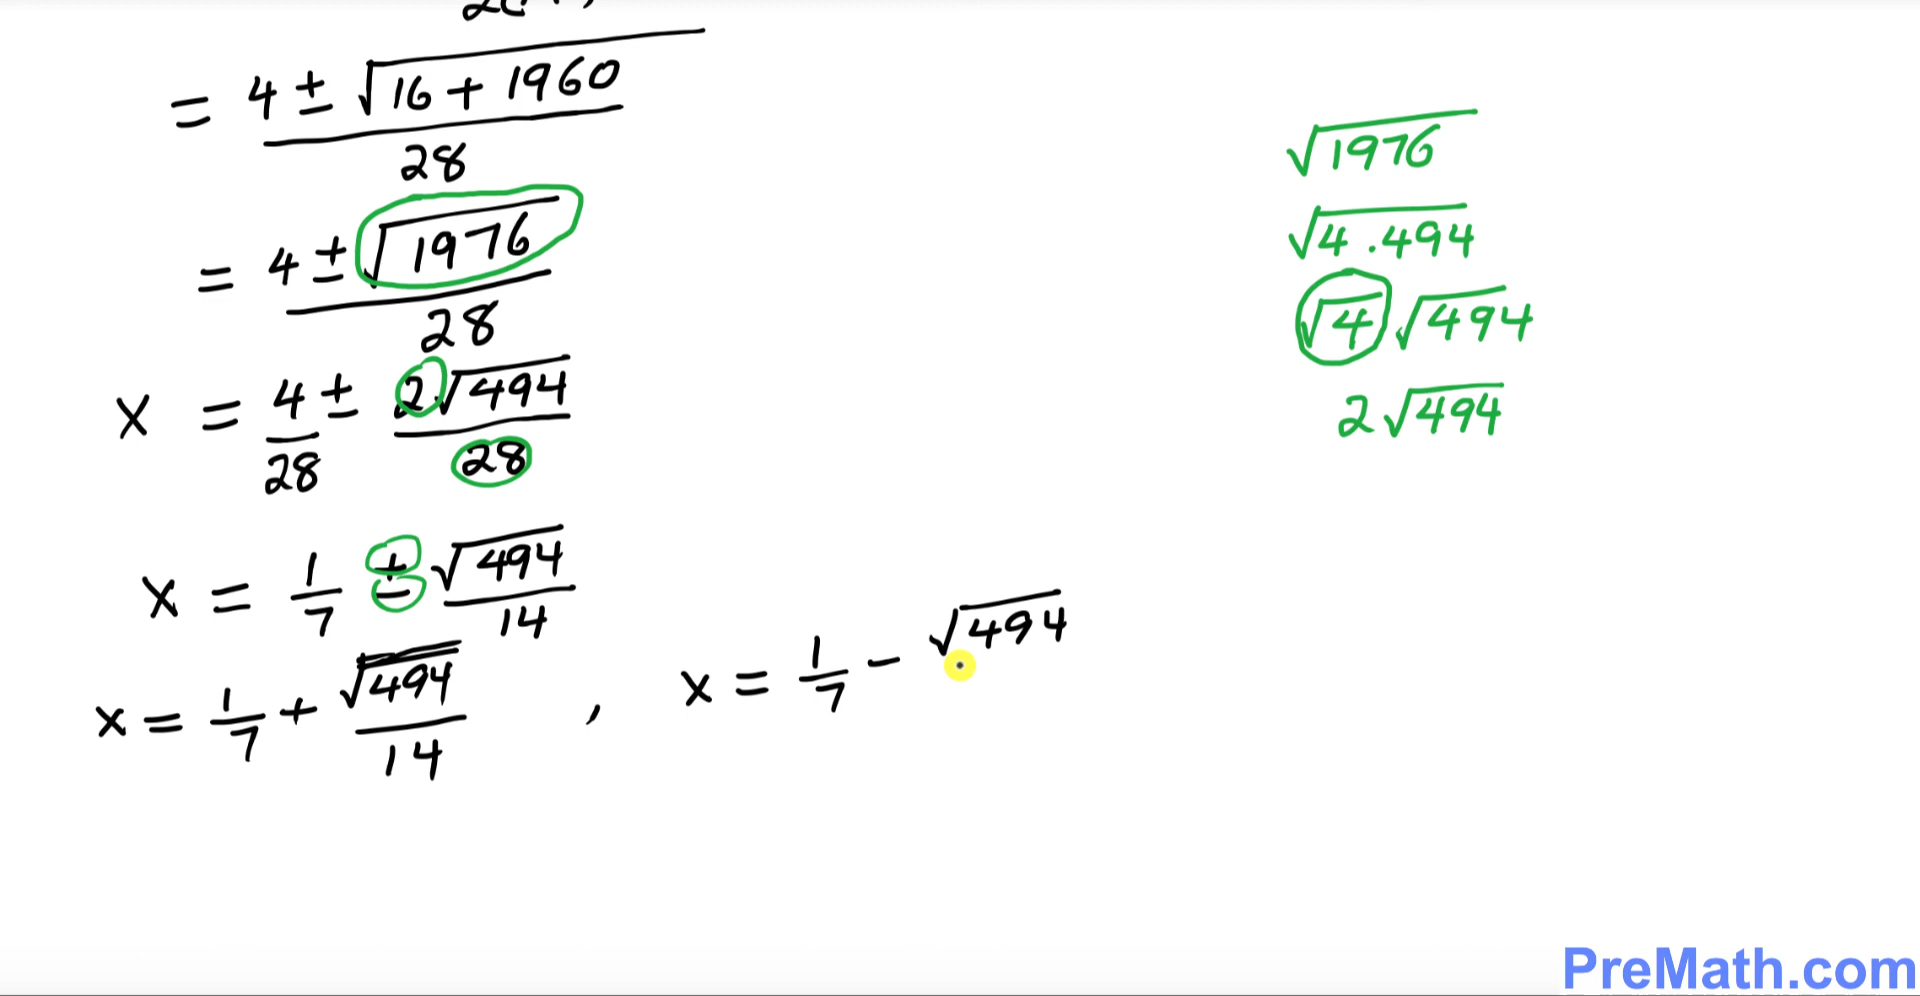 = 4 ± √16 + 1960
28
= 4 ± √1976
28
x = 4/28 ± 2√494/28
x = 1/7 ± √494/14
x = 1/7 + √494/14 , x = 1/7 - √494
√1976
√4 . 494
√4 √494
2√494
PreMath.com